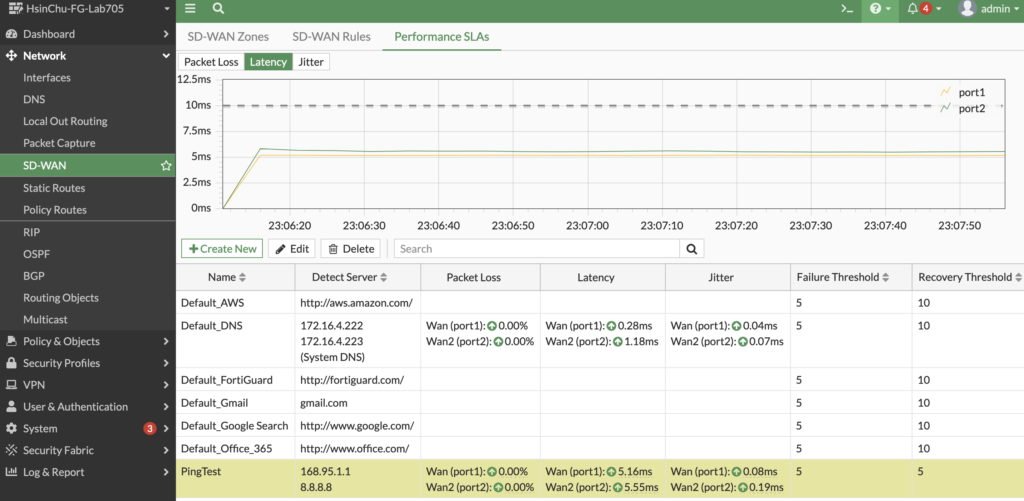 HsinChu-FG-Lab705
>_
4
admin
Dashboard
Network
Interfaces
DNS
Local Out Routing
Packet Capture
SD-WAN
Static Routes
Policy Routes
RIP
OSPF
BGP
Routing Objects
Multicast
Policy & Objects
Security Profiles
VPN
User & Authentication
System 3
Security Fabric
Log & Report
SD-WAN Zones SD-WAN Rules Performance SLAs
Packet Loss Latency Jitter
12.5ms
10ms
7.5ms
5ms
2.5ms
0ms
port1
port2
23:06:20 23:06:30 23:06:40 23:06:50 23:07:00 23:07:10 23:07:20 23:07:30 23:07:40 23:07:50
+Create New Edit Delete Search
Name Detect Server Packet Loss Latency Jitter Failure Threshold Recovery Threshold
Default_AWS http://aws.amazon.com/ 5 10
Default_DNS 172.16.4.222 Wan (port1): 0.00% Wan (port1): 0.28ms Wan (port1): 0.04ms 5 10
172.16.4.223 Wan2 (port2): 0.00% Wan2 (port2): 1.18ms Wan2 (port2): 0.07ms
(System DNS)
Default_FortiGuard http://fortiguard.com/ 5 10
Default_Gmail gmail.com 5 10
Default_Google Search http://www.google.com/ 5 10
Default_Office_365 http://www.office.com/ 5 10
PingTest 168.95.1.1 Wan (port1): 0.00% Wan (port1): 5.16ms Wan (port1): 0.08ms 5 5
8.8.8.8 Wan2 (port2): 0.00% Wan2 (port2): 5.55ms Wan2 (port2): 0.19ms